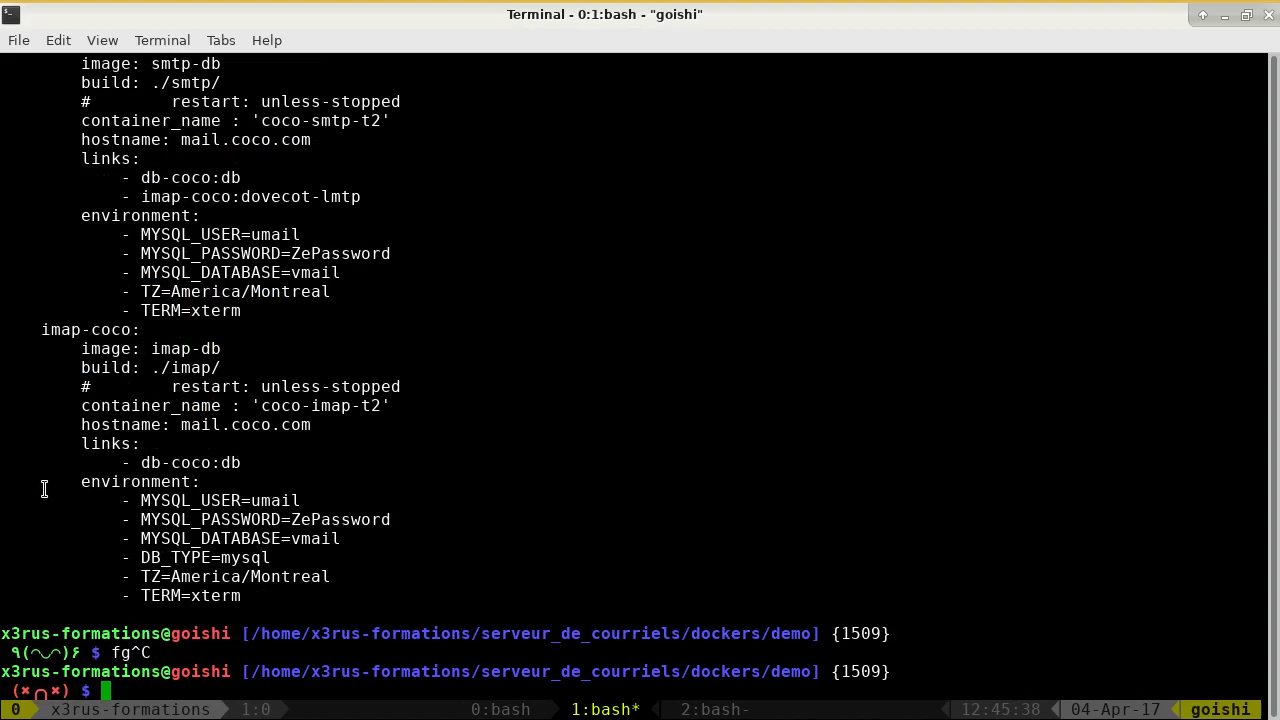 Terminal - 0:1:bash - "goishi"
File Edit View Terminal Tabs Help
image: smtp-db
build: ./smtp/
#        restart: unless-stopped
container_name : 'coco-smtp-t2'
hostname: mail.coco.com
links:
- db-coco:db
- imap-coco:dovecot-lmtp
environment:
- MYSQL_USER=umail
- MYSQL_PASSWORD=ZePassword
- MYSQL_DATABASE=vmail
- TZ=America/Montreal
- TERM=xterm
imap-coco:
image: imap-db
build: ./imap/
#        restart: unless-stopped
container_name : 'coco-imap-t2'
hostname: mail.coco.com
links:
- db-coco:db
environment:
- MYSQL_USER=umail
- MYSQL_PASSWORD=ZePassword
- MYSQL_DATABASE=vmail
- DB_TYPE=mysql
- TZ=America/Montreal
- TERM=xterm
x3rus-formations@goishi [/home/x3rus-formations/serveur_de_courriels/dockers/demo] {1509}
٩(◠◡◠)۶ $ fg^C
x3rus-formations@goishi [/home/x3rus-formations/serveur_de_courriels/dockers/demo] {1509}
(✖╭╮✖) $
0 x3rus-formations 1:0 0:bash 1:bash* 2:bash- 12:45:38 04-Apr-17 goishi